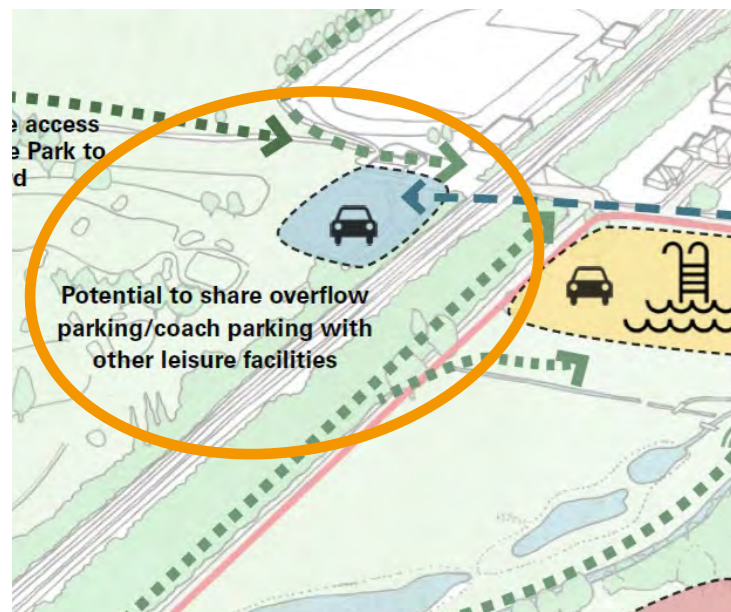 e access
e Park to
d
Potential to share overflow
parking/coach parking with
other leisure facilities